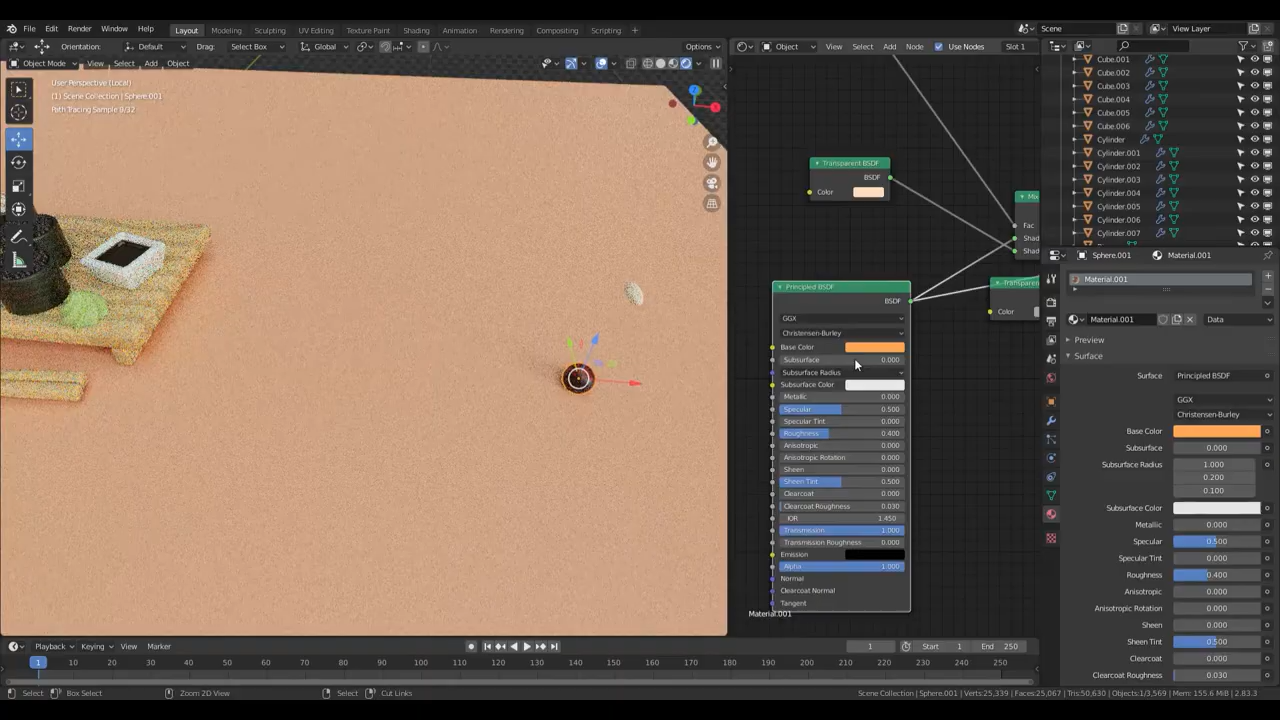 File Edit Render Window Help Layout Modeling Sculpting UV Editing Texture Paint Shading Animation Rendering Compositing Scripting + Scene View Layer
Orientation: Default Drag: Select Box Global Options Object View Select Add Node Use Nodes Slot 1
Object Mode View Select Add Object
User Perspective (Local)
(1) Scene Collection | Sphere.001
Path Tracing Sample 9/32
Transparent BSDF
BSDF
Color
Mix
Fac
Shad
Shad
Transparen
Color
Principled BSDF
BSDF
GGX
Christensen-Burley
Base Color
Subsurface 0.000
Subsurface Radius
Subsurface Color
Metallic 0.000
Specular 0.500
Specular Tint 0.000
Roughness 0.400
Anisotropic 0.000
Anisotropic Rotation 0.000
Sheen 0.000
Sheen Tint 0.500
Clearcoat 0.000
Clearcoat Roughness 0.030
IOR 1.450
Transmission 1.000
Transmission Roughness 0.000
Emission
Alpha 1.000
Normal
Clearcoat Normal
Tangent
Material.001
Cube.001
Cube.002
Cube.003
Cube.004
Cube.005
Cube.006
Cylinder
Cylinder.001
Cylinder.002
Cylinder.003
Cylinder.004
Cylinder.005
Cylinder.006
Cylinder.007
Sphere.001 Material.001
Material.001
Material.001 Data
Preview
Surface
Surface Principled BSDF
GGX
Christensen-Burley
Base Color
Subsurface 0.000
Subsurface Radius 1.000
0.200
0.100
Subsurface Color
Metallic 0.000
Specular 0.500
Specular Tint 0.000
Roughness 0.400
Anisotropic 0.000
Anisotropic Rotation 0.000
Sheen 0.000
Sheen Tint 0.500
Clearcoat 0.000
Clearcoat Roughness 0.030
Playback Keying View Marker 1 Start 1 End 250
1 10 20 30 40 50 60 70 80 90 100 110 120 130 140 150 160 170 180 190 200 210 220 230 240 250
Select Box Select Zoom 2D View Select Cut Links Scene Collection | Sphere.001 | Verts:25,339 | Faces:25,067 | Tris:50,630 | Objects:1/3,569 | Mem: 155.6 MiB | 2.83.3